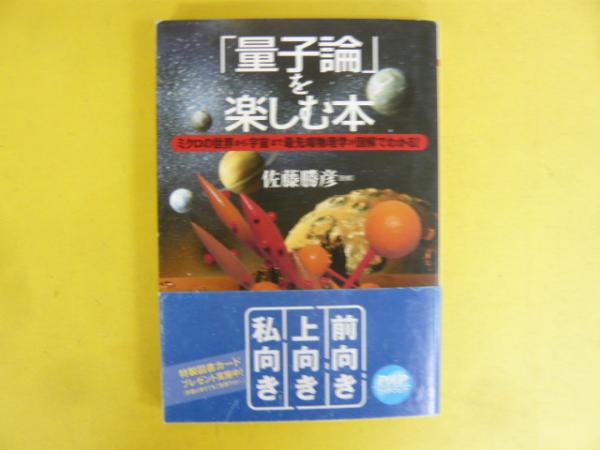 「量子論」
を
楽しむ本
ミクロの世界から宇宙まで最先端物理学が図解でわかる!
佐藤勝彦 監修
前向き
上向き
私向き
特製図書カード
プレゼント実施中!
PHP